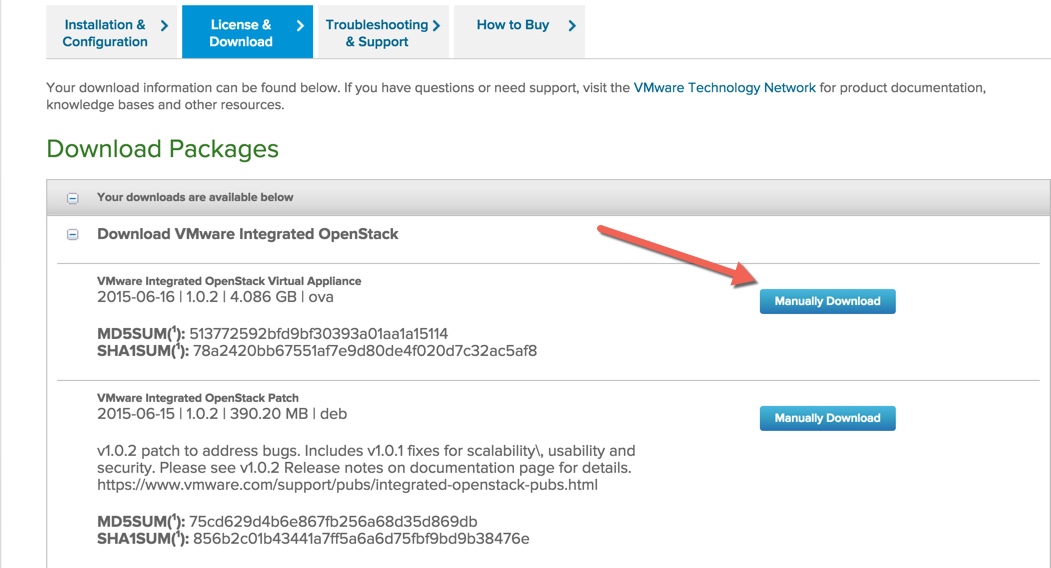 Installation & Configuration
License & Download
Troubleshooting & Support
How to Buy
Your download information can be found below. If you have questions or need support, visit the VMware Technology Network for product documentation,
knowledge bases and other resources.
Download Packages
Your downloads are available below
Download VMware Integrated OpenStack
VMware Integrated OpenStack Virtual Appliance
2015-06-16 | 1.0.2 | 4.086 GB | ova
Manually Download
MD5SUM(1): 513772592bfd9bf30393a01aa1a15114
SHA1SUM(1): 78a2420bb67551af7e9d80de4f020d7c32ac5af8
VMware Integrated OpenStack Patch
2015-06-15 | 1.0.2 | 390.20 MB | deb
Manually Download
v1.0.2 patch to address bugs. Includes v1.0.1 fixes for scalability\, usability and
security. Please see v1.0.2 Release notes on documentation page for details.
https://www.vmware.com/support/pubs/integrated-openstack-pubs.html
MD5SUM(1): 75cd629d4b6e867fb256a68d35d869db
SHA1SUM(1): 856b2c01b43441a7ff5a6a6d75fbf9bd9b38476e